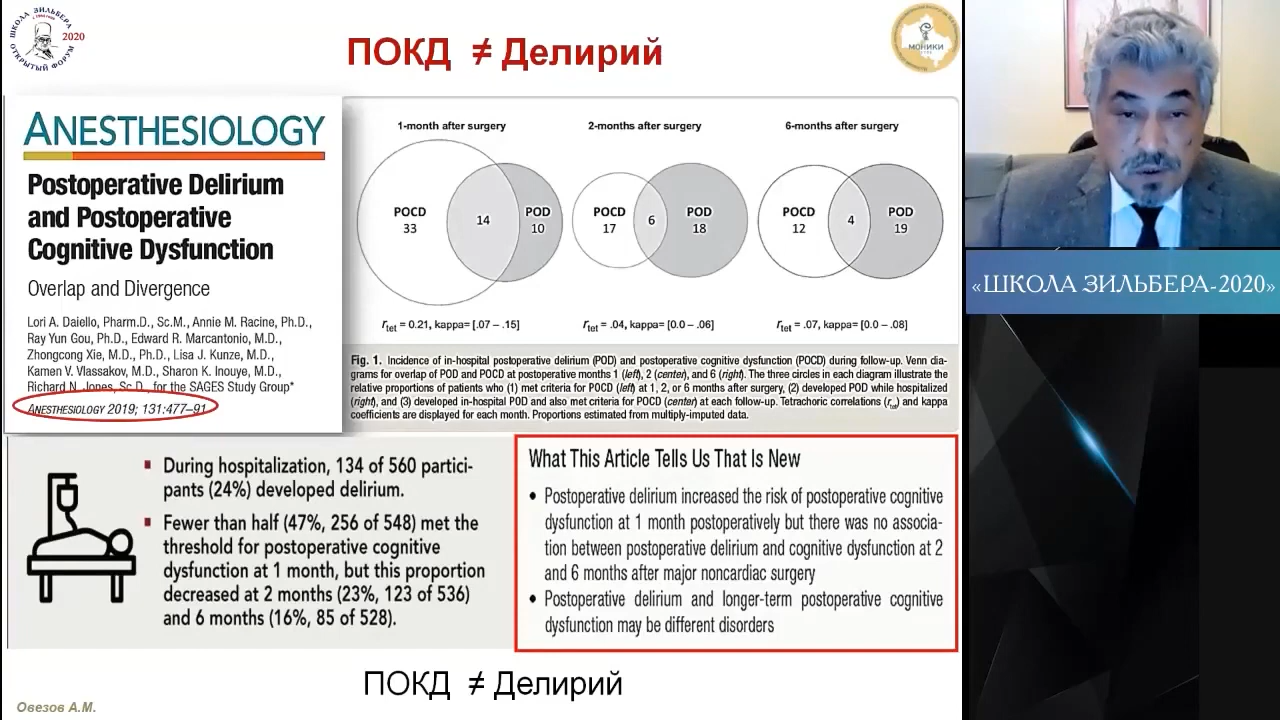 ШКОЛА ЗИЛЬБЕРА
ОТКРЫТЫЙ ФОРУМ
2020
ПОКД ≠ Делирий
МОНИКИ
ANESTHESIOLOGY
Postoperative Delirium
and Postoperative
Cognitive Dysfunction
Overlap and Divergence
Lori A. Daiello, Pharm.D., Sc.M., Annie M. Racine, Ph.D.,
Ray Yun Gou, Ph.D., Edward R. Marcantonio, M.D.,
Zhongcong Xie, M.D., Ph.D., Lisa J. Kunze, M.D.,
Kamen V. Vlassakov, M.D., Sharon K. Inouye, M.D.,
Richard N. Jones, Sc.D., for the SAGES Study Group*
ANESTHESIOLOGY 2019; 131:477–91
1-month after surgery
POCD
33
14
POD
10
rtet = 0.21, kappa=[.07 – .15]
2-months after surgery
POCD
17
6
POD
18
rtet = .04, kappa=[0.0 – .06]
6-months after surgery
POCD
12
4
POD
19
rtet = .07, kappa=[0.0 – .08]
Fig. 1. Incidence of in-hospital postoperative delirium (POD) and postoperative cognitive dysfunction (POCD) during follow-up. Venn dia-
grams for overlap of POD and POCD at postoperative months 1 (left), 2 (center), and 6 (right). The three circles in each diagram illustrate the
relative proportions of patients who (1) met criteria for POCD (left) at 1, 2, or 6 months after surgery, (2) developed POD while hospitalized
(right), and (3) developed in-hospital POD and also met criteria for POCD (center) at each follow-up. Tetrachoric correlations (rtet) and kappa
coefficients are displayed for each month. Proportions estimated from multiply-imputed data.
▪ During hospitalization, 134 of 560 partici-
pants (24%) developed delirium.
▪ Fewer than half (47%, 256 of 548) met the
threshold for postoperative cognitive
dysfunction at 1 month, but this proportion
decreased at 2 months (23%, 123 of 536)
and 6 months (16%, 85 of 528).
What This Article Tells Us That Is New
• Postoperative delirium increased the risk of postoperative cognitive
dysfunction at 1 month postoperatively but there was no associa-
tion between postoperative delirium and cognitive dysfunction at 2
and 6 months after major noncardiac surgery
• Postoperative delirium and longer-term postoperative cognitive
dysfunction may be different disorders
ПОКД ≠ Делирий
Овезов А.М.
«ШКОЛА ЗИЛЬБЕРА-2020»